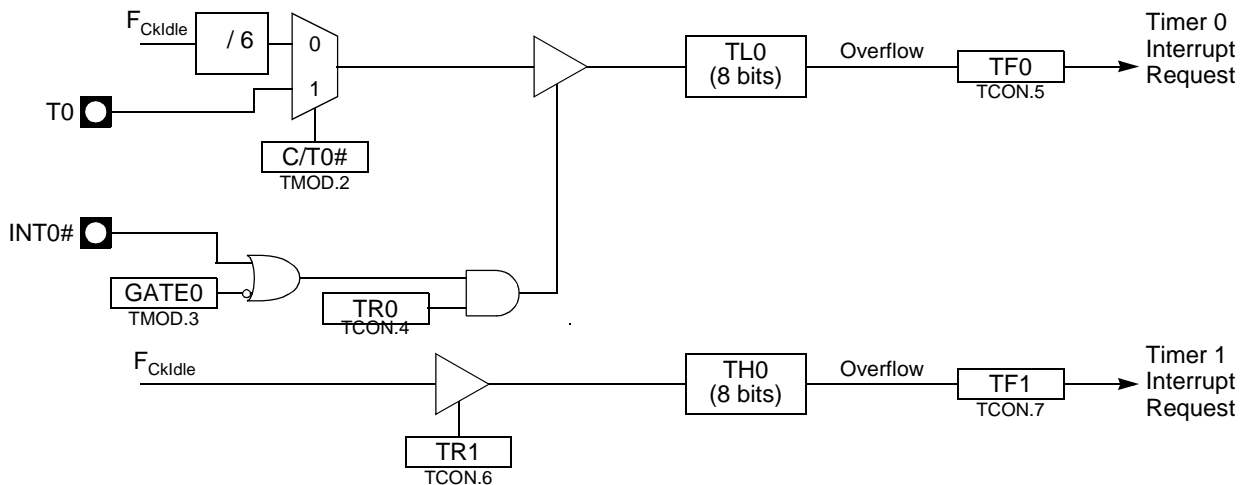 F_CkIdle
/ 6
0
1
T0
C/T0#
TMOD.2
TL0
(8 bits)
Overflow
TF0
TCON.5
Timer 0
Interrupt
Request
INT0#
GATE0
TMOD.3
TR0
TCON.4
F_CkIdle
TR1
TCON.6
TH0
(8 bits)
Overflow
TF1
TCON.7
Timer 1
Interrupt
Request